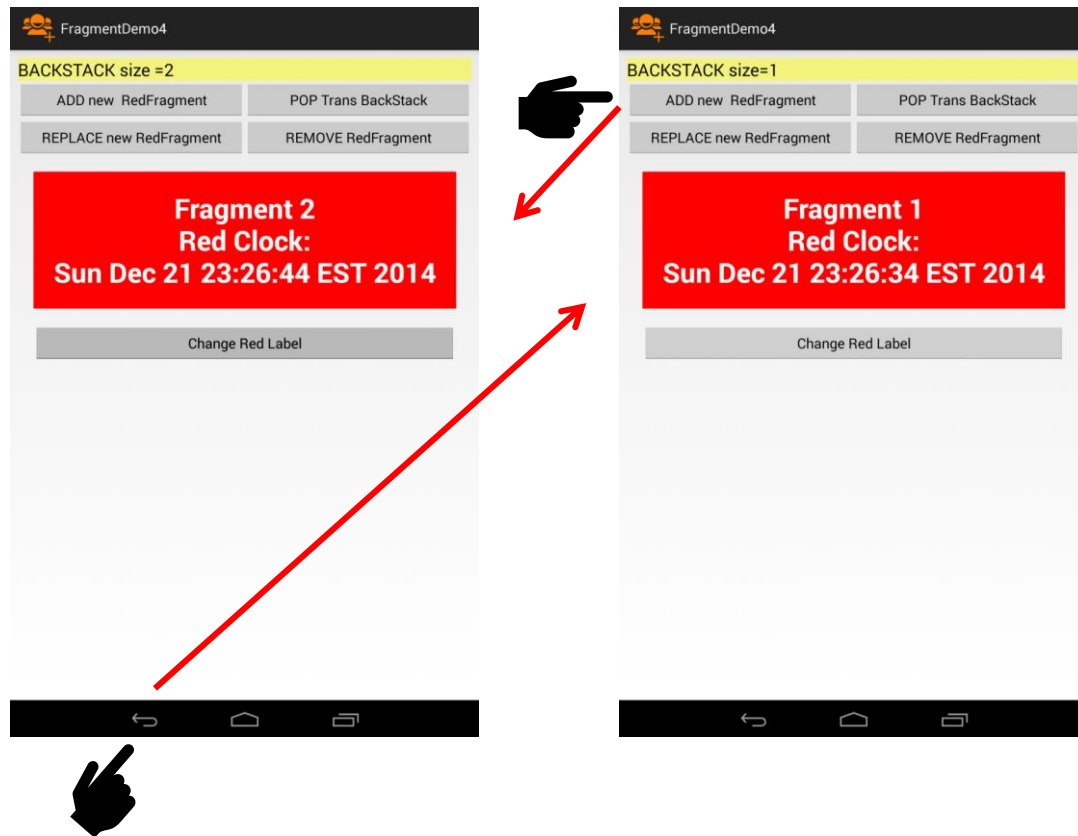 FragmentDemo4
BACKSTACK size =2
ADD new  RedFragment
POP Trans BackStack
REPLACE new RedFragment
REMOVE RedFragment
Fragment 2
Red Clock:
Sun Dec 21 23:26:44 EST 2014
Change Red Label
FragmentDemo4
BACKSTACK size=1
ADD new  RedFragment
POP Trans BackStack
REPLACE new RedFragment
REMOVE RedFragment
Fragment 1
Red Clock:
Sun Dec 21 23:26:34 EST 2014
Change Red Label